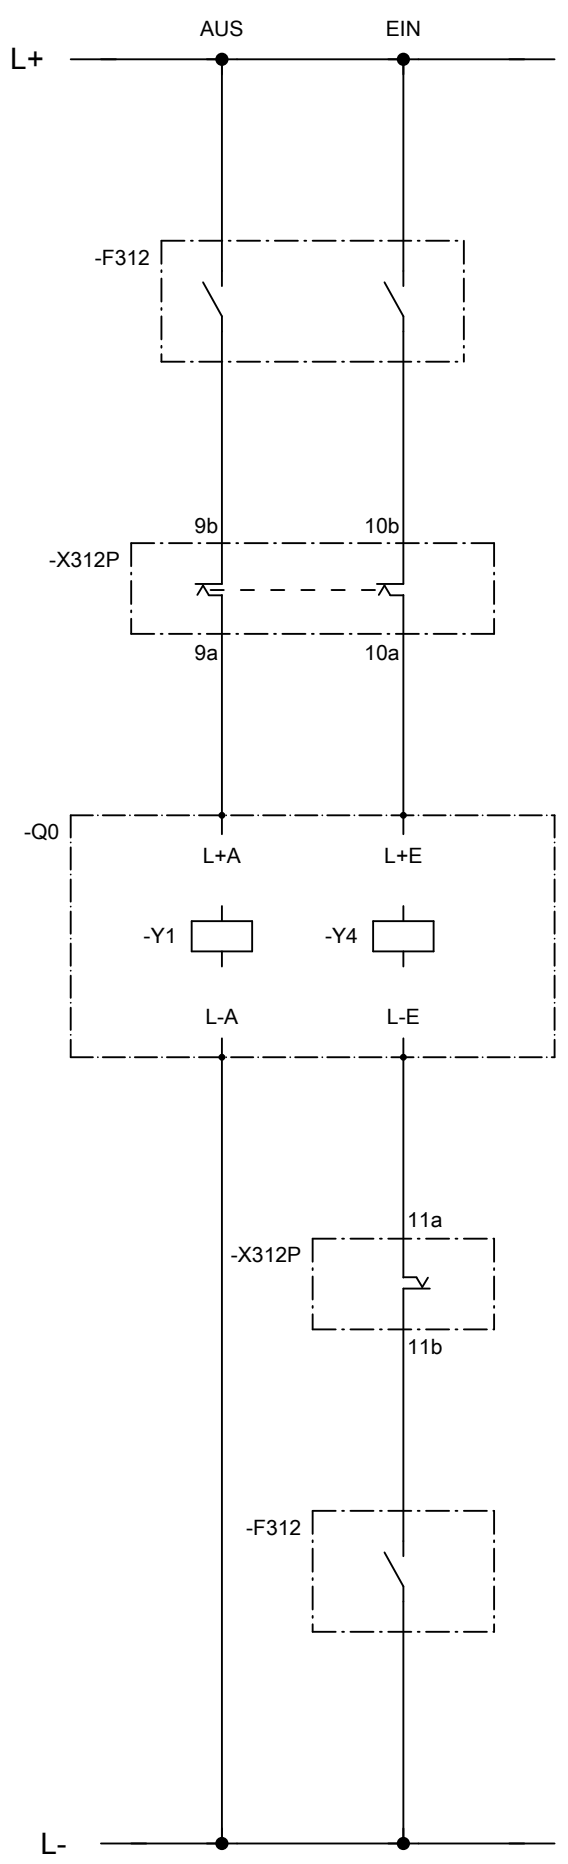 AUS EIN
L+
-F312
9b 10b
-X312P
9a 10a
-Q0
L+A L+E
-Y1 -Y4
L-A L-E
11a
-X312P
11b
-F312
L-